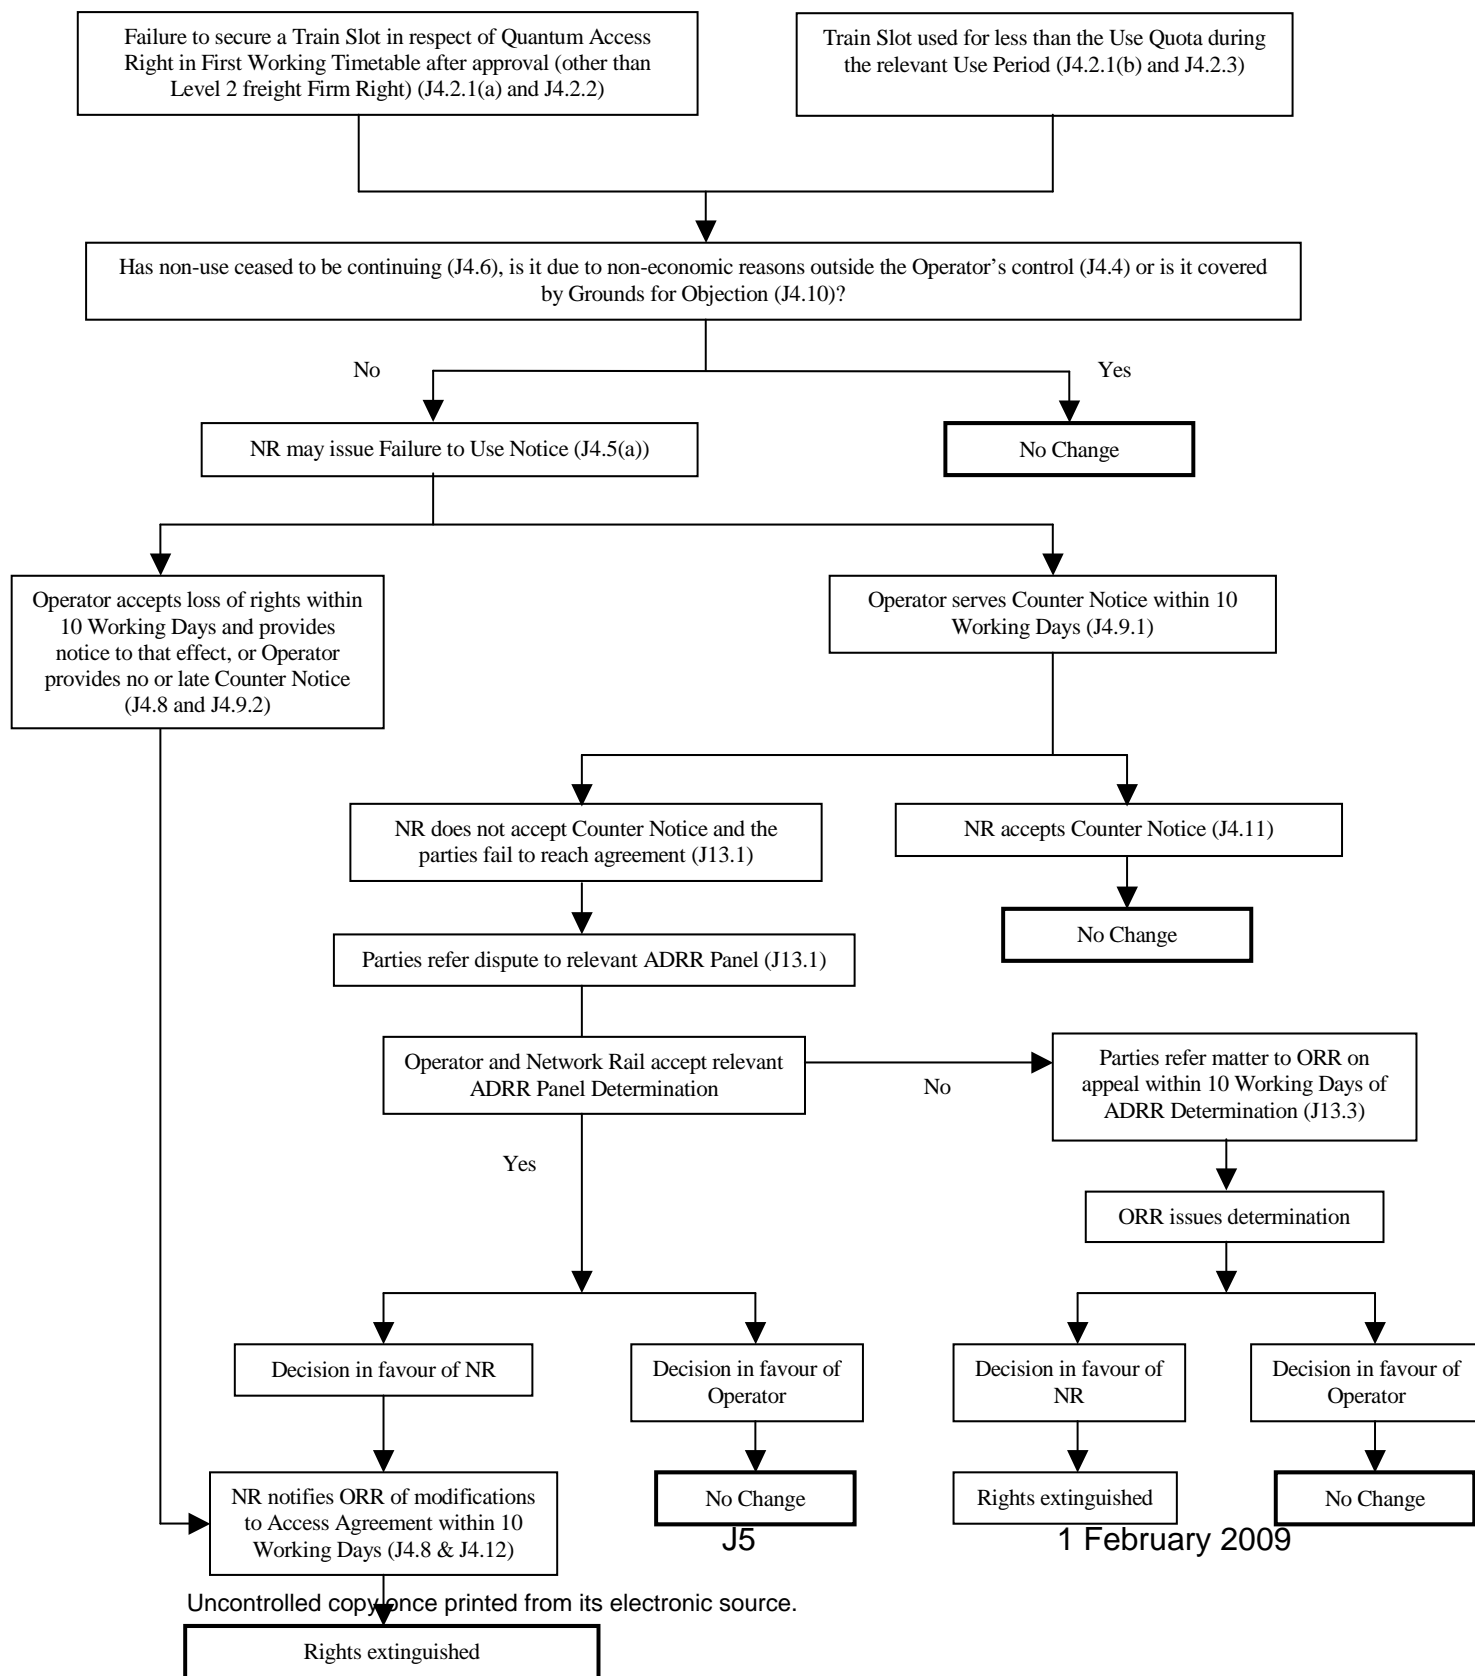 Failure to secure a Train Slot in respect of Quantum Access
Right in First Working Timetable after approval (other than
Level 2 freight Firm Right) (J4.2.1(a) and J4.2.2)
Train Slot used for less than the Use Quota during
the relevant Use Period (J4.2.1(b) and J4.2.3)
Has non-use ceased to be continuing (J4.6), is it due to non-economic reasons outside the Operator’s control (J4.4) or is it covered
by Grounds for Objection (J4.10)?
No
Yes
NR may issue Failure to Use Notice (J4.5(a))
No Change
Operator accepts loss of rights within
10 Working Days and provides
notice to that effect, or Operator
provides no or late Counter Notice
(J4.8 and J4.9.2)
Operator serves Counter Notice within 10
Working Days (J4.9.1)
NR does not accept Counter Notice and the
parties fail to reach agreement (J13.1)
NR accepts Counter Notice (J4.11)
No Change
Parties refer dispute to relevant ADRR Panel (J13.1)
Operator and Network Rail accept relevant
ADRR Panel Determination
No
Parties refer matter to ORR on
appeal within 10 Working Days of
ADRR Determination (J13.3)
Yes
ORR issues determination
Decision in favour of NR
Decision in favour of
Operator
Decision in favour of
NR
Decision in favour of
Operator
NR notifies ORR of modifications
to Access Agreement within 10
Working Days (J4.8 & J4.12)
No Change
Rights extinguished
No Change
J5
1 February 2009
Uncontrolled copy once printed from its electronic source.
Rights extinguished